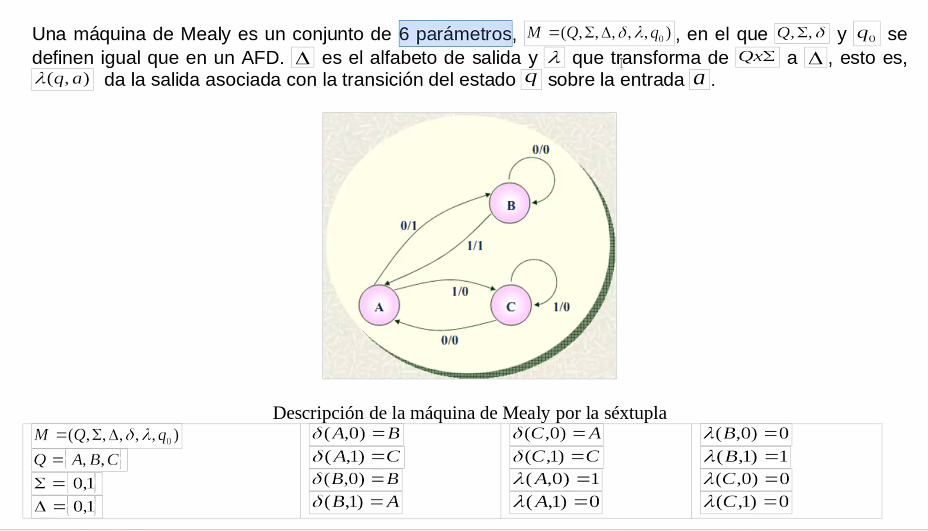 Una máquina de Mealy es un conjunto de 6 parámetros, M =(Q,Σ,Δ,δ,λ,q₀), en el que Q,Σ,δ y q₀ se
definen igual que en un AFD. Δ es el alfabeto de salida y λ que transforma de QxΣ a Δ, esto es,
λ(q,a) da la salida asociada con la transición del estado q sobre la entrada a.
0/0
B
0/1
1/1
1/0
A
C
1/0
0/0
Descripción de la máquina de Mealy por la séxtupla
M =(Q,Σ,Δ,δ,λ,q₀)
Q = A,B,C
Σ = 0,1
Δ = 0,1
δ(A,0) =B
δ(A,1) =C
δ(B,0) =B
δ(B,1) =A
δ(C,0) =A
δ(C,1) =C
λ(A,0) =1
λ(A,1) =0
λ(B,0) =0
λ(B,1) =1
λ(C,0) =0
λ(C,1) =0